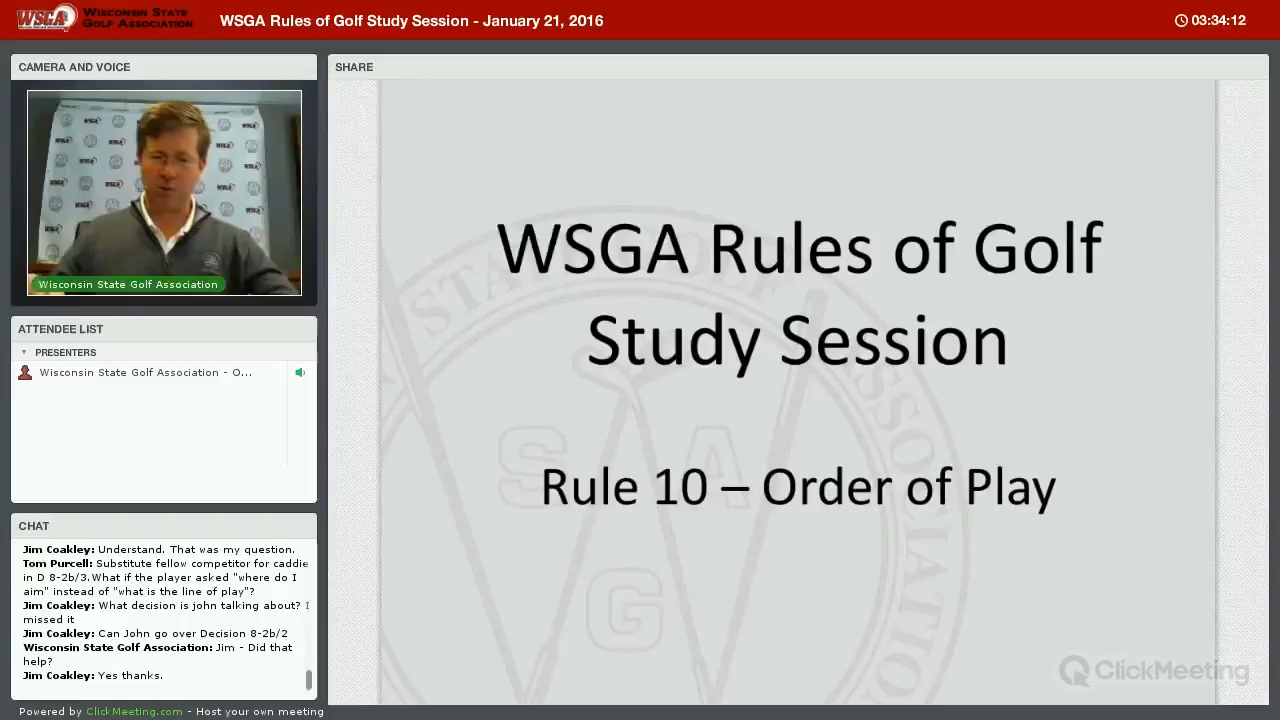 WSGA
WISCONSIN STATE
GOLF ASSOCIATION
WSGA Rules of Golf Study Session - January 21, 2016
03:34:12
CAMERA AND VOICE
Wisconsin State Golf Association
ATTENDEE LIST
PRESENTERS
Wisconsin State Golf Association - O...
CHAT
Jim Coakley: Understand. That was my question.
Tom Purcell: Substitute fellow competitor for caddie
in D 8-2b/3.What if the player asked "where do I
aim" instead of "what is the line of play"?
Jim Coakley: What decision is john talking about? I
missed it
Jim Coakley: Can John go over Decision 8-2b/2
Wisconsin State Golf Association: Jim - Did that
help?
Jim Coakley: Yes thanks.
Powered by ClickMeeting.com - Host your own meeting
SHARE
WSGA Rules of Golf
Study Session
Rule 10 – Order of Play
ClickMeeting